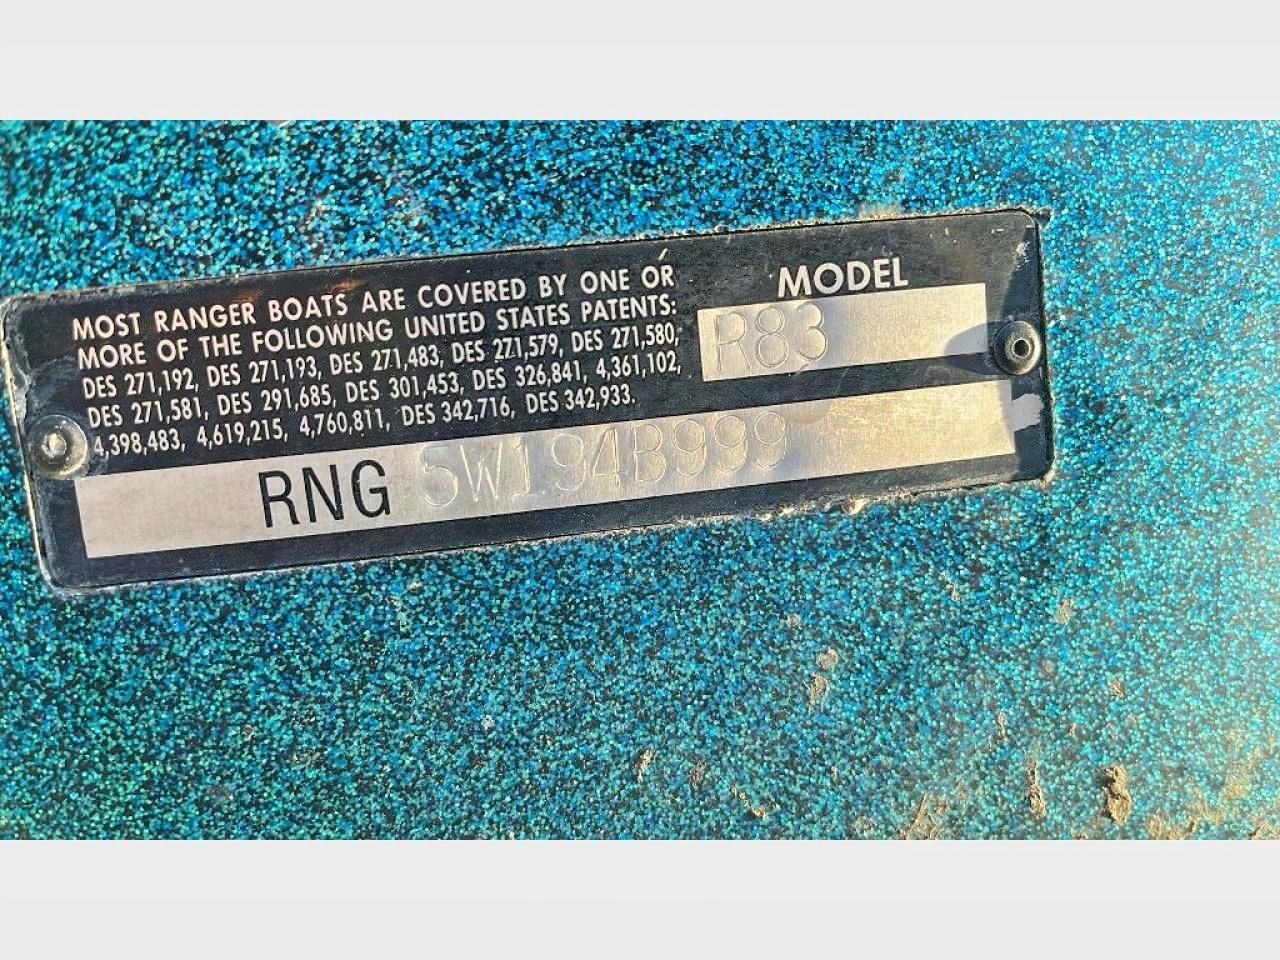 MOST RANGER BOATS ARE COVERED BY ONE OR
MORE OF THE FOLLOWING UNITED STATES PATENTS:
DES 271,192, DES 271,193, DES 271,483, DES 271,579, DES 271,580,
DES 271,581, DES 291,685, DES 301,453, DES 326,841, 4,361,102,
4,398,483, 4,619,215, 4,760,811, DES 342,716, DES 342,933.
MODEL
R83
RNG 5W194B999